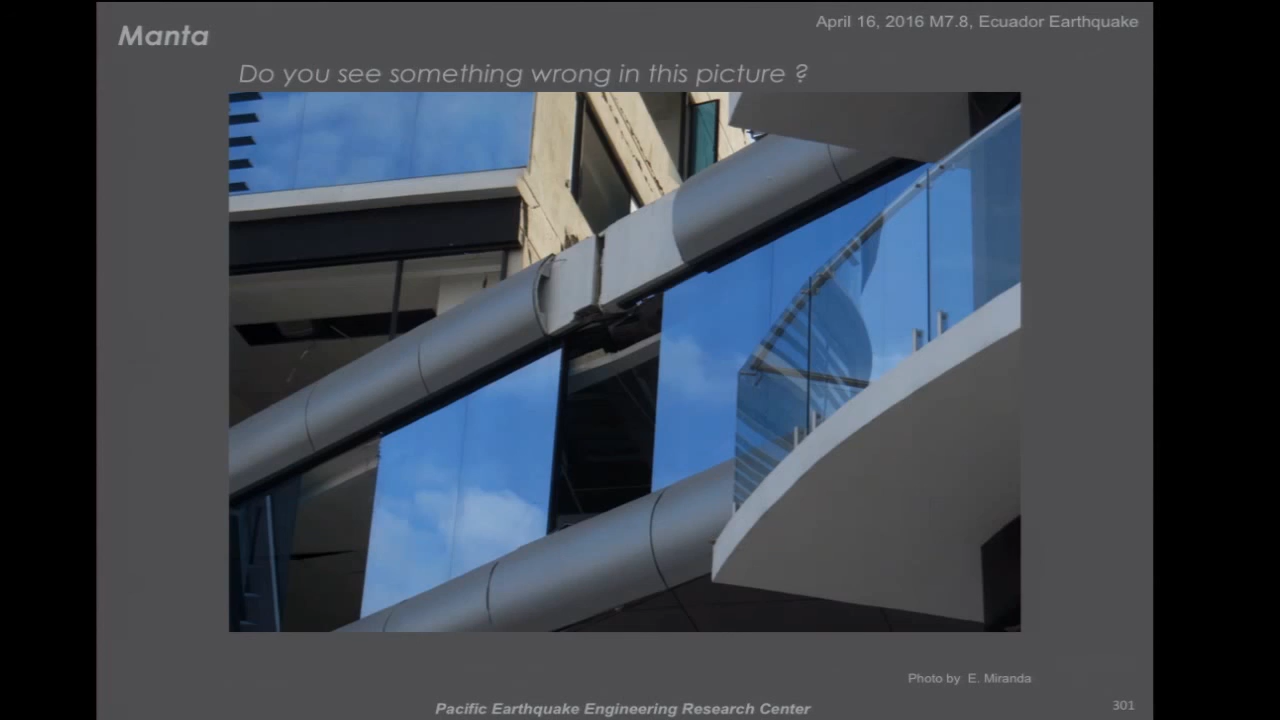 Manta
April 16, 2016 M7.8, Ecuador Earthquake
Do you see something wrong in this picture ?
Photo by E. Miranda
Pacific Earthquake Engineering Research Center
301